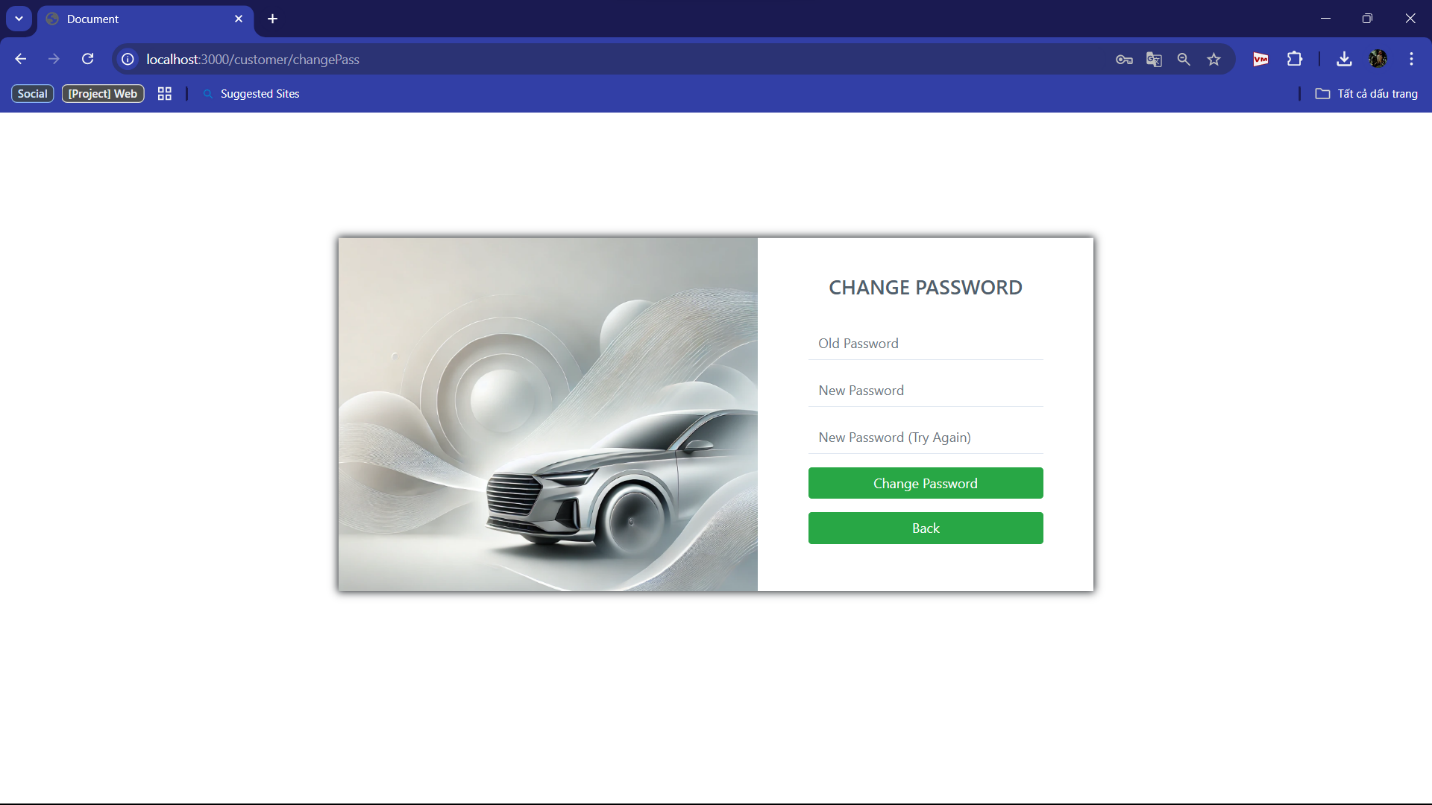 Document
localhost:3000/customer/changePass
VM
Social
[Project] Web
Suggested Sites
Tất cả dấu trang
CHANGE PASSWORD
Old Password
New Password
New Password (Try Again)
Change Password
Back